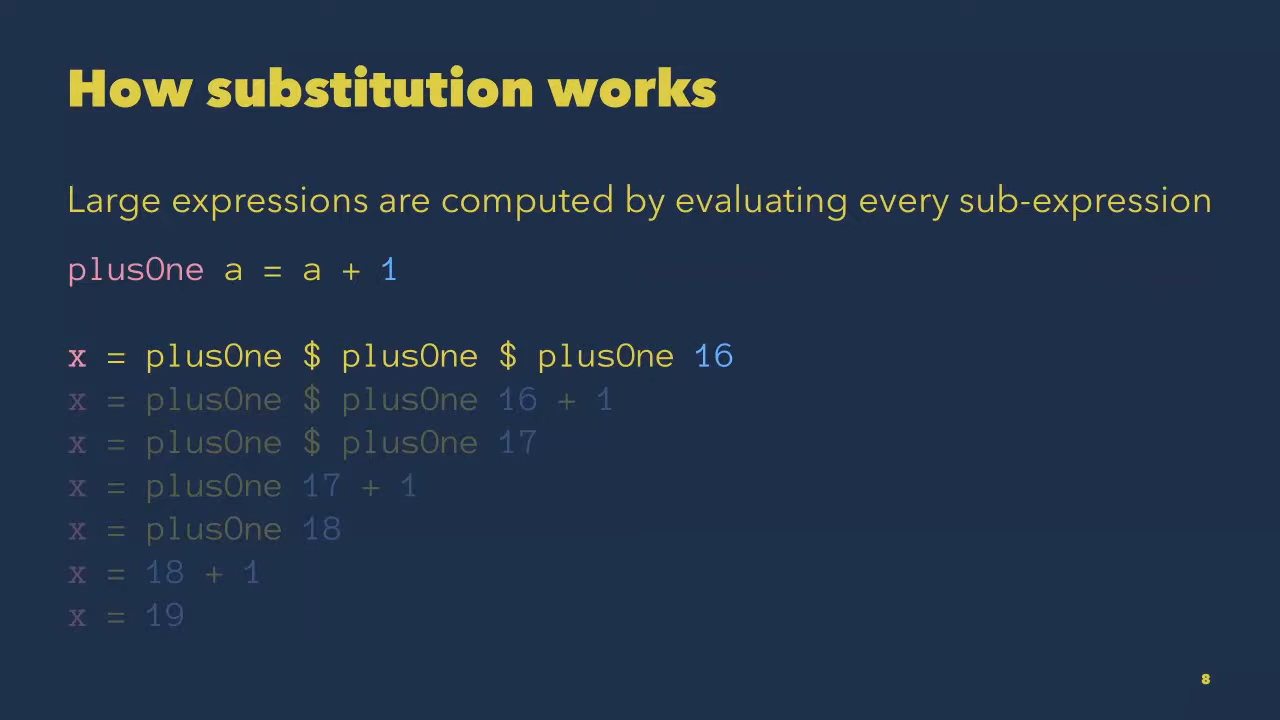 How substitution works
Large expressions are computed by evaluating every sub-expression
plusOne a = a + 1
x = plusOne $ plusOne $ plusOne 16
x = plusOne $ plusOne 16 + 1
x = plusOne $ plusOne 17
x = plusOne 17 + 1
x = plusOne 18
x = 18 + 1
x = 19
8